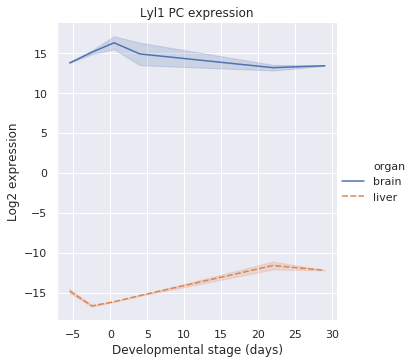 Lyl1 PC expression
Log2 expression
15
10
5
0
−5
−10
−15
−5
0
5
10
15
20
25
30
Developmental stage (days)
organ
brain
liver